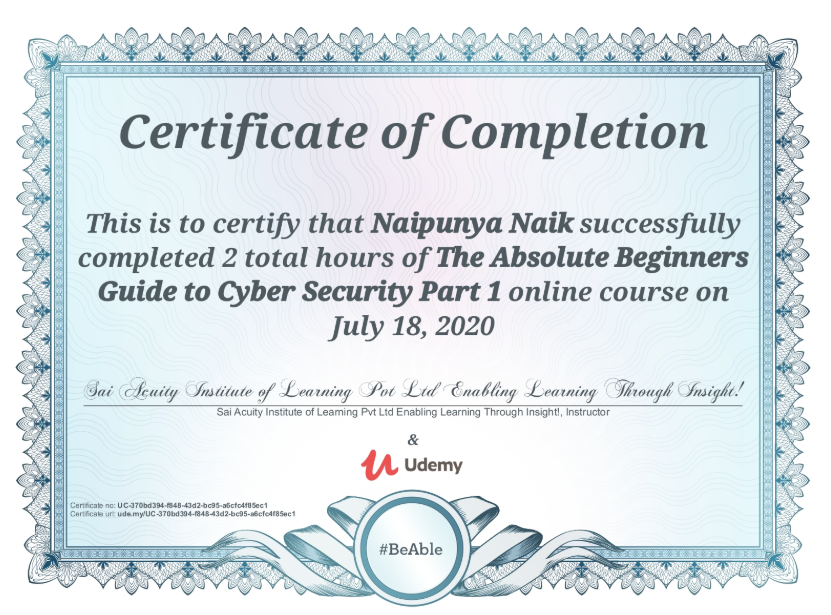 Certificate of Completion
This is to certify that Naipunya Naik successfully
completed 2 total hours of The Absolute Beginners
Guide to Cyber Security Part 1 online course on
July 18, 2020
Sai Acuity Institute of Learning Pvt Ltd Enabling Learning Through Insight!
Sai Acuity Institute of Learning Pvt Ltd Enabling Learning Through Insight!, Instructor
&
Udemy
Certificate no: UC-370bd394-f848-43d2-bc95-a6cfc4f85ec1
Certificate url: ude.my/UC-370bd394-f848-43d2-bc95-a6cfc4f85ec1
#BeAble